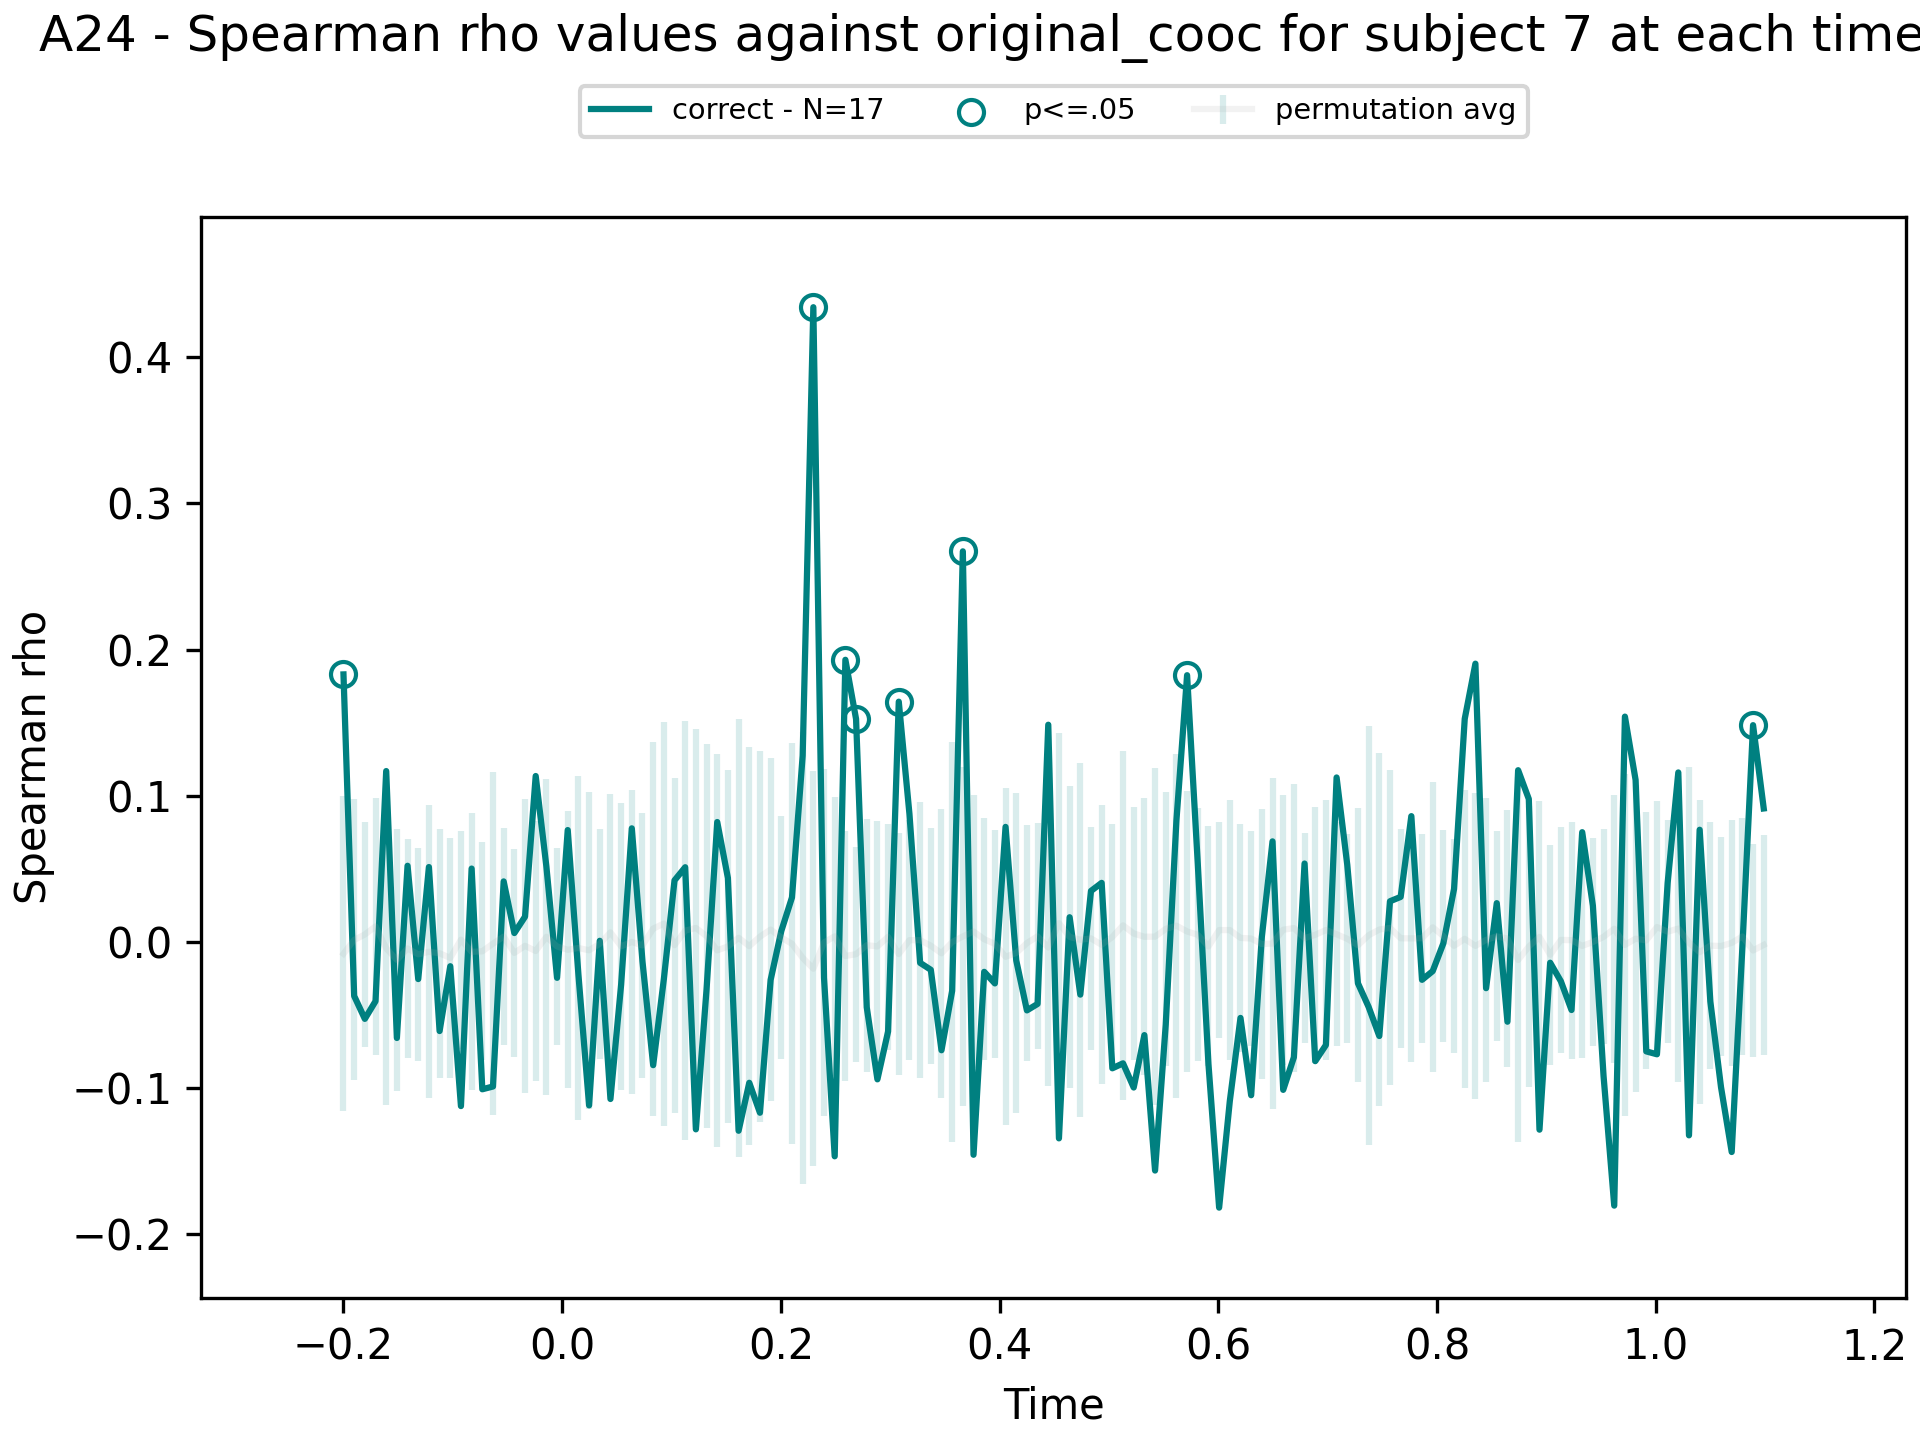 A24 - Spearman rho values against original_cooc for subject 7 at each time
correct - N=17 p<=.05 permutation avg
Spearman rho
0.4
0.3
0.2
0.1
0.0
−0.1
−0.2
−0.2 0.0 0.2 0.4 0.6 0.8 1.0 1.2
Time